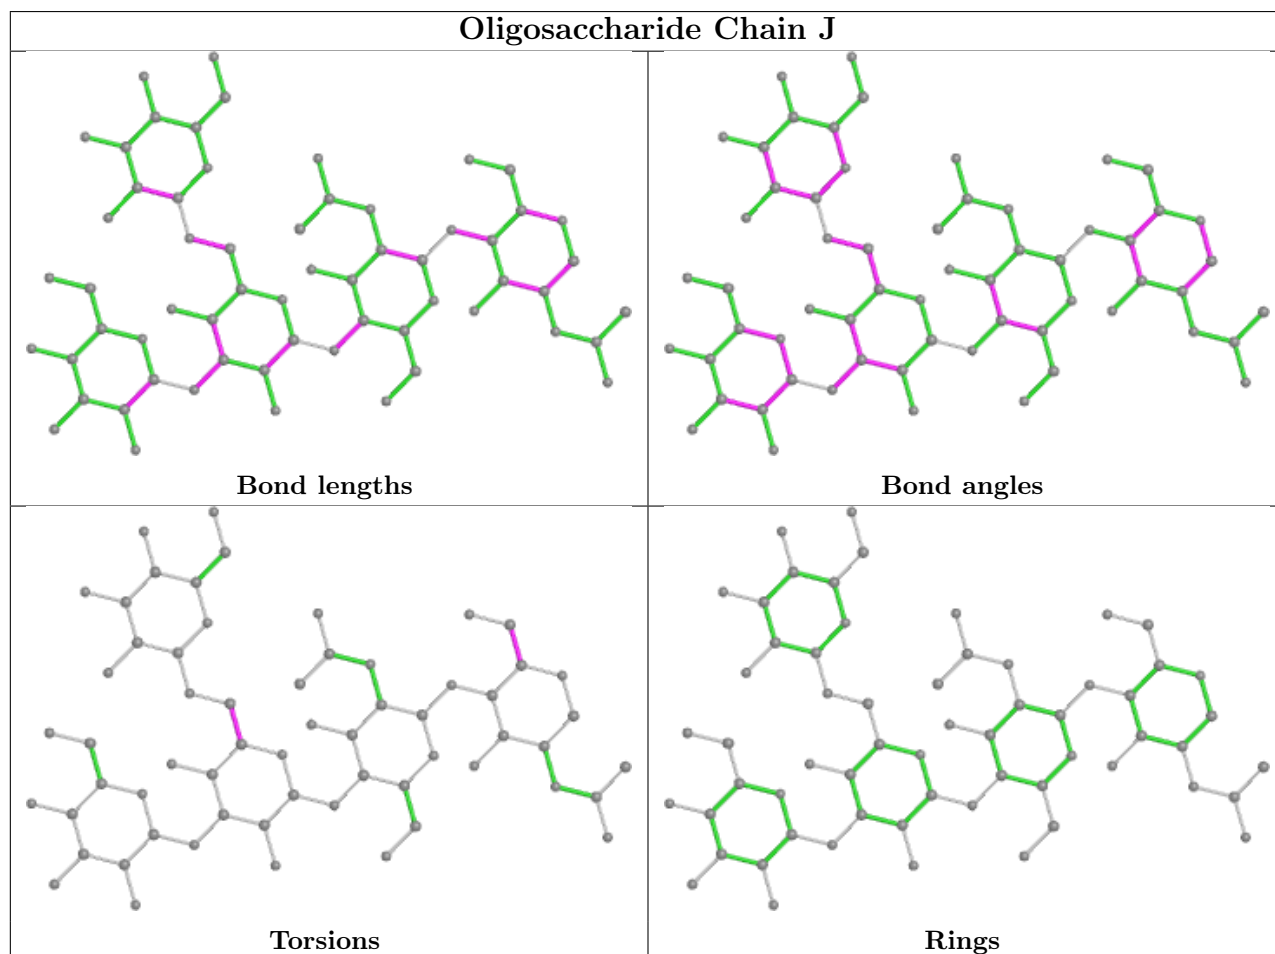 Oligosaccharide Chain J
Bond lengths
Bond angles
Torsions
Rings